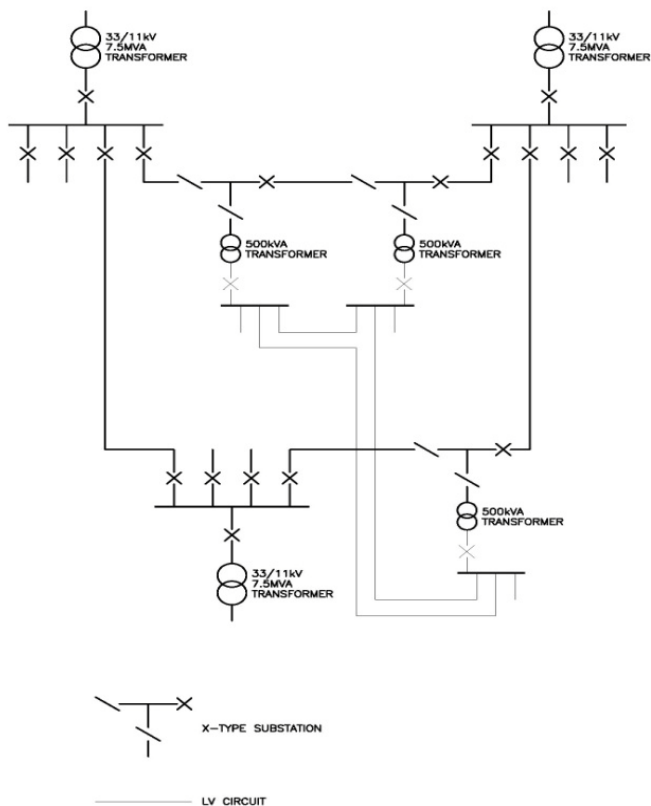 33/11kV
7.5MVA
TRANSFORMER
33/11kV
7.5MVA
TRANSFORMER
500kVA
TRANSFORMER
500kVA
TRANSFORMER
500kVA
TRANSFORMER
33/11kV
7.5MVA
TRANSFORMER
X-TYPE SUBSTATION
LV CIRCUIT